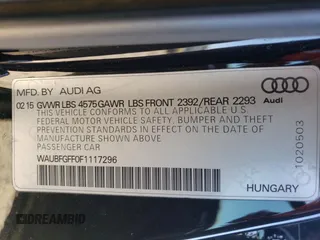 MFD. BY AUDI AG
02 15 GVWR LBS 4575 GAWR LBS FRONT 2392/REAR 2293
Audi
THIS VEHICLE CONFORMS TO ALL APPLICABLE U.S.
FEDERAL MOTOR VEHICLE SAFETY, BUMPER, AND THEFT
PREVENTION STANDARDS IN EFFECT ON THE DATE OF
MANUFACTURE SHOWN ABOVE.
PASSENGER CAR
WAUBFGFF0F1117296
HUNGARY
1020503
DREAMBID